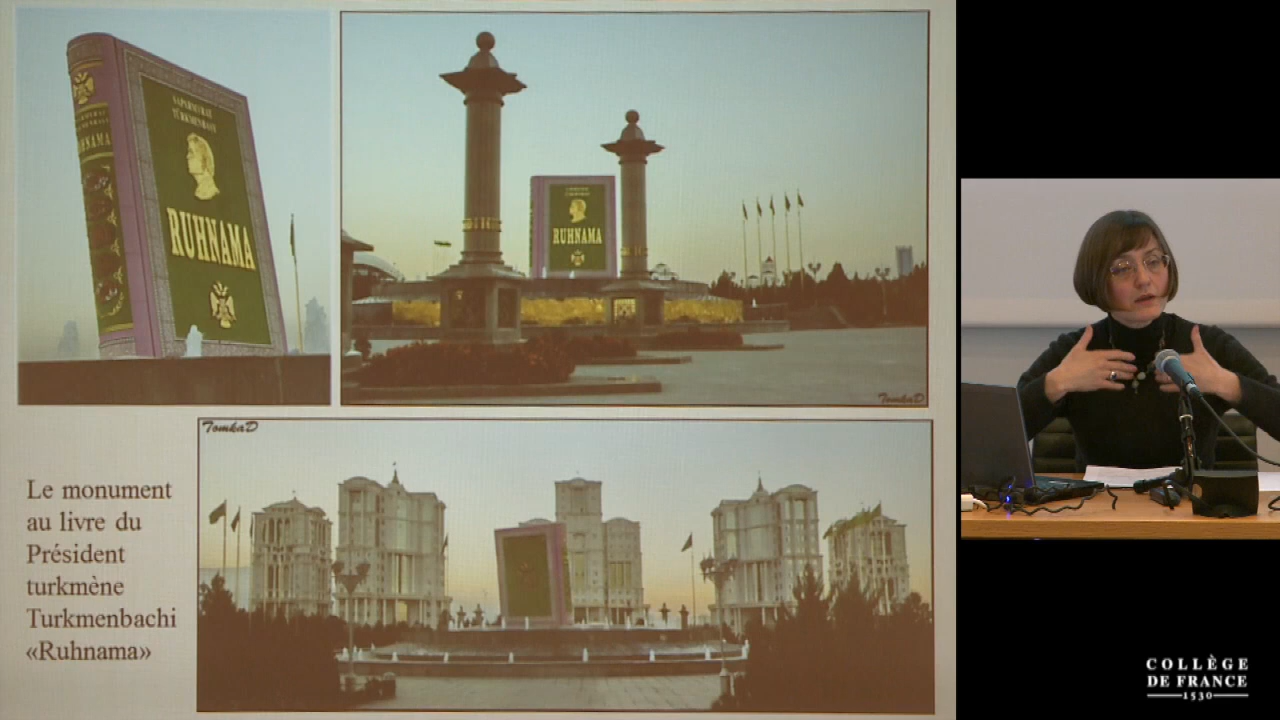 SAPARMYRAT
TÜRKMENBAŞY
RUHNAMA
RUHNAMA
RUHNAMA
TomkaD
TomkaD
Le monument
au livre du
Président
turkmène
Turkmenbachi
«Ruhnama»
COLLÈGE
DE FRANCE
1530